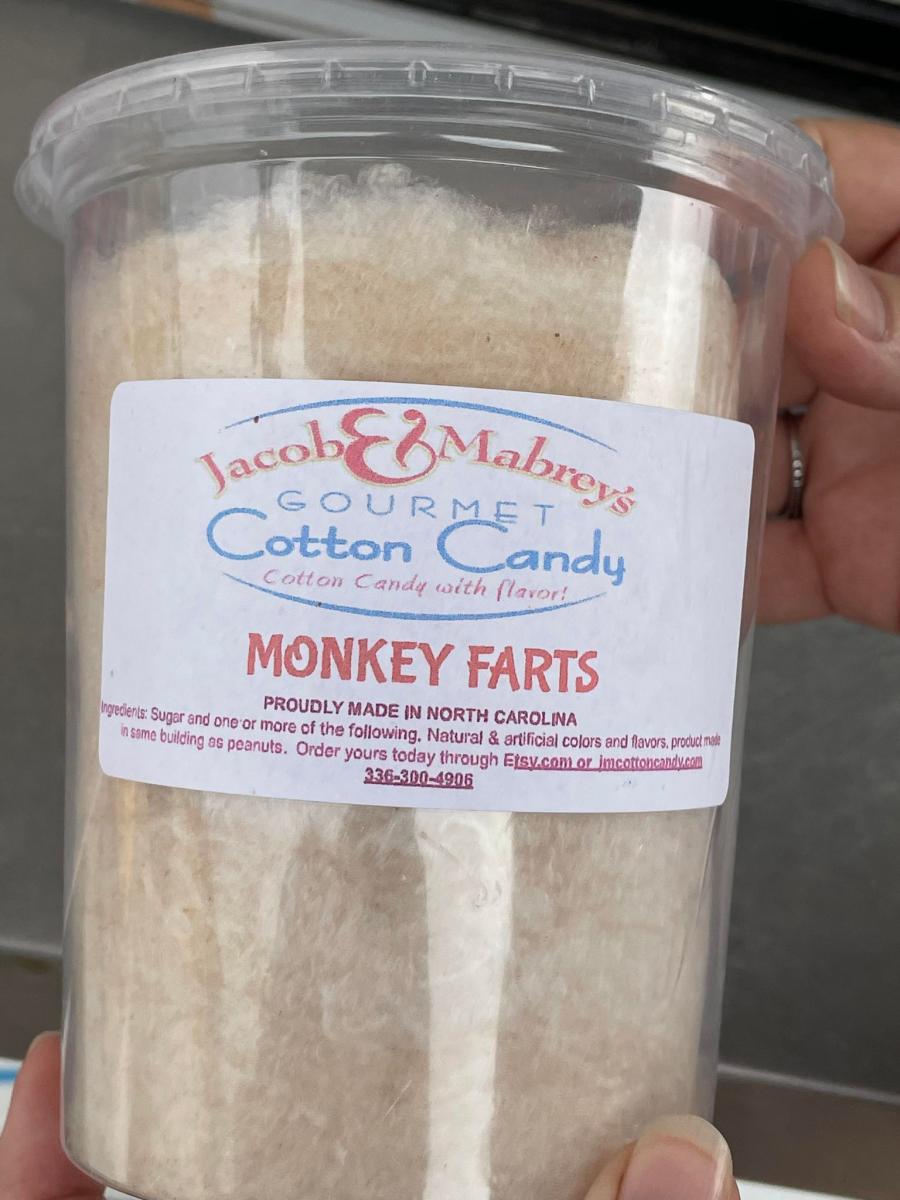 Jacob & Mabrey's
GOURMET
Cotton Candy
Cotton Candy with flavor!
MONKEY FARTS
PROUDLY MADE IN NORTH CAROLINA
Ingredients: Sugar and one or more of the following, Natural & artificial colors and flavors, product made
in same building as peanuts. Order yours today through Etsy.com or jmcottoncandy.com
336-300-4906